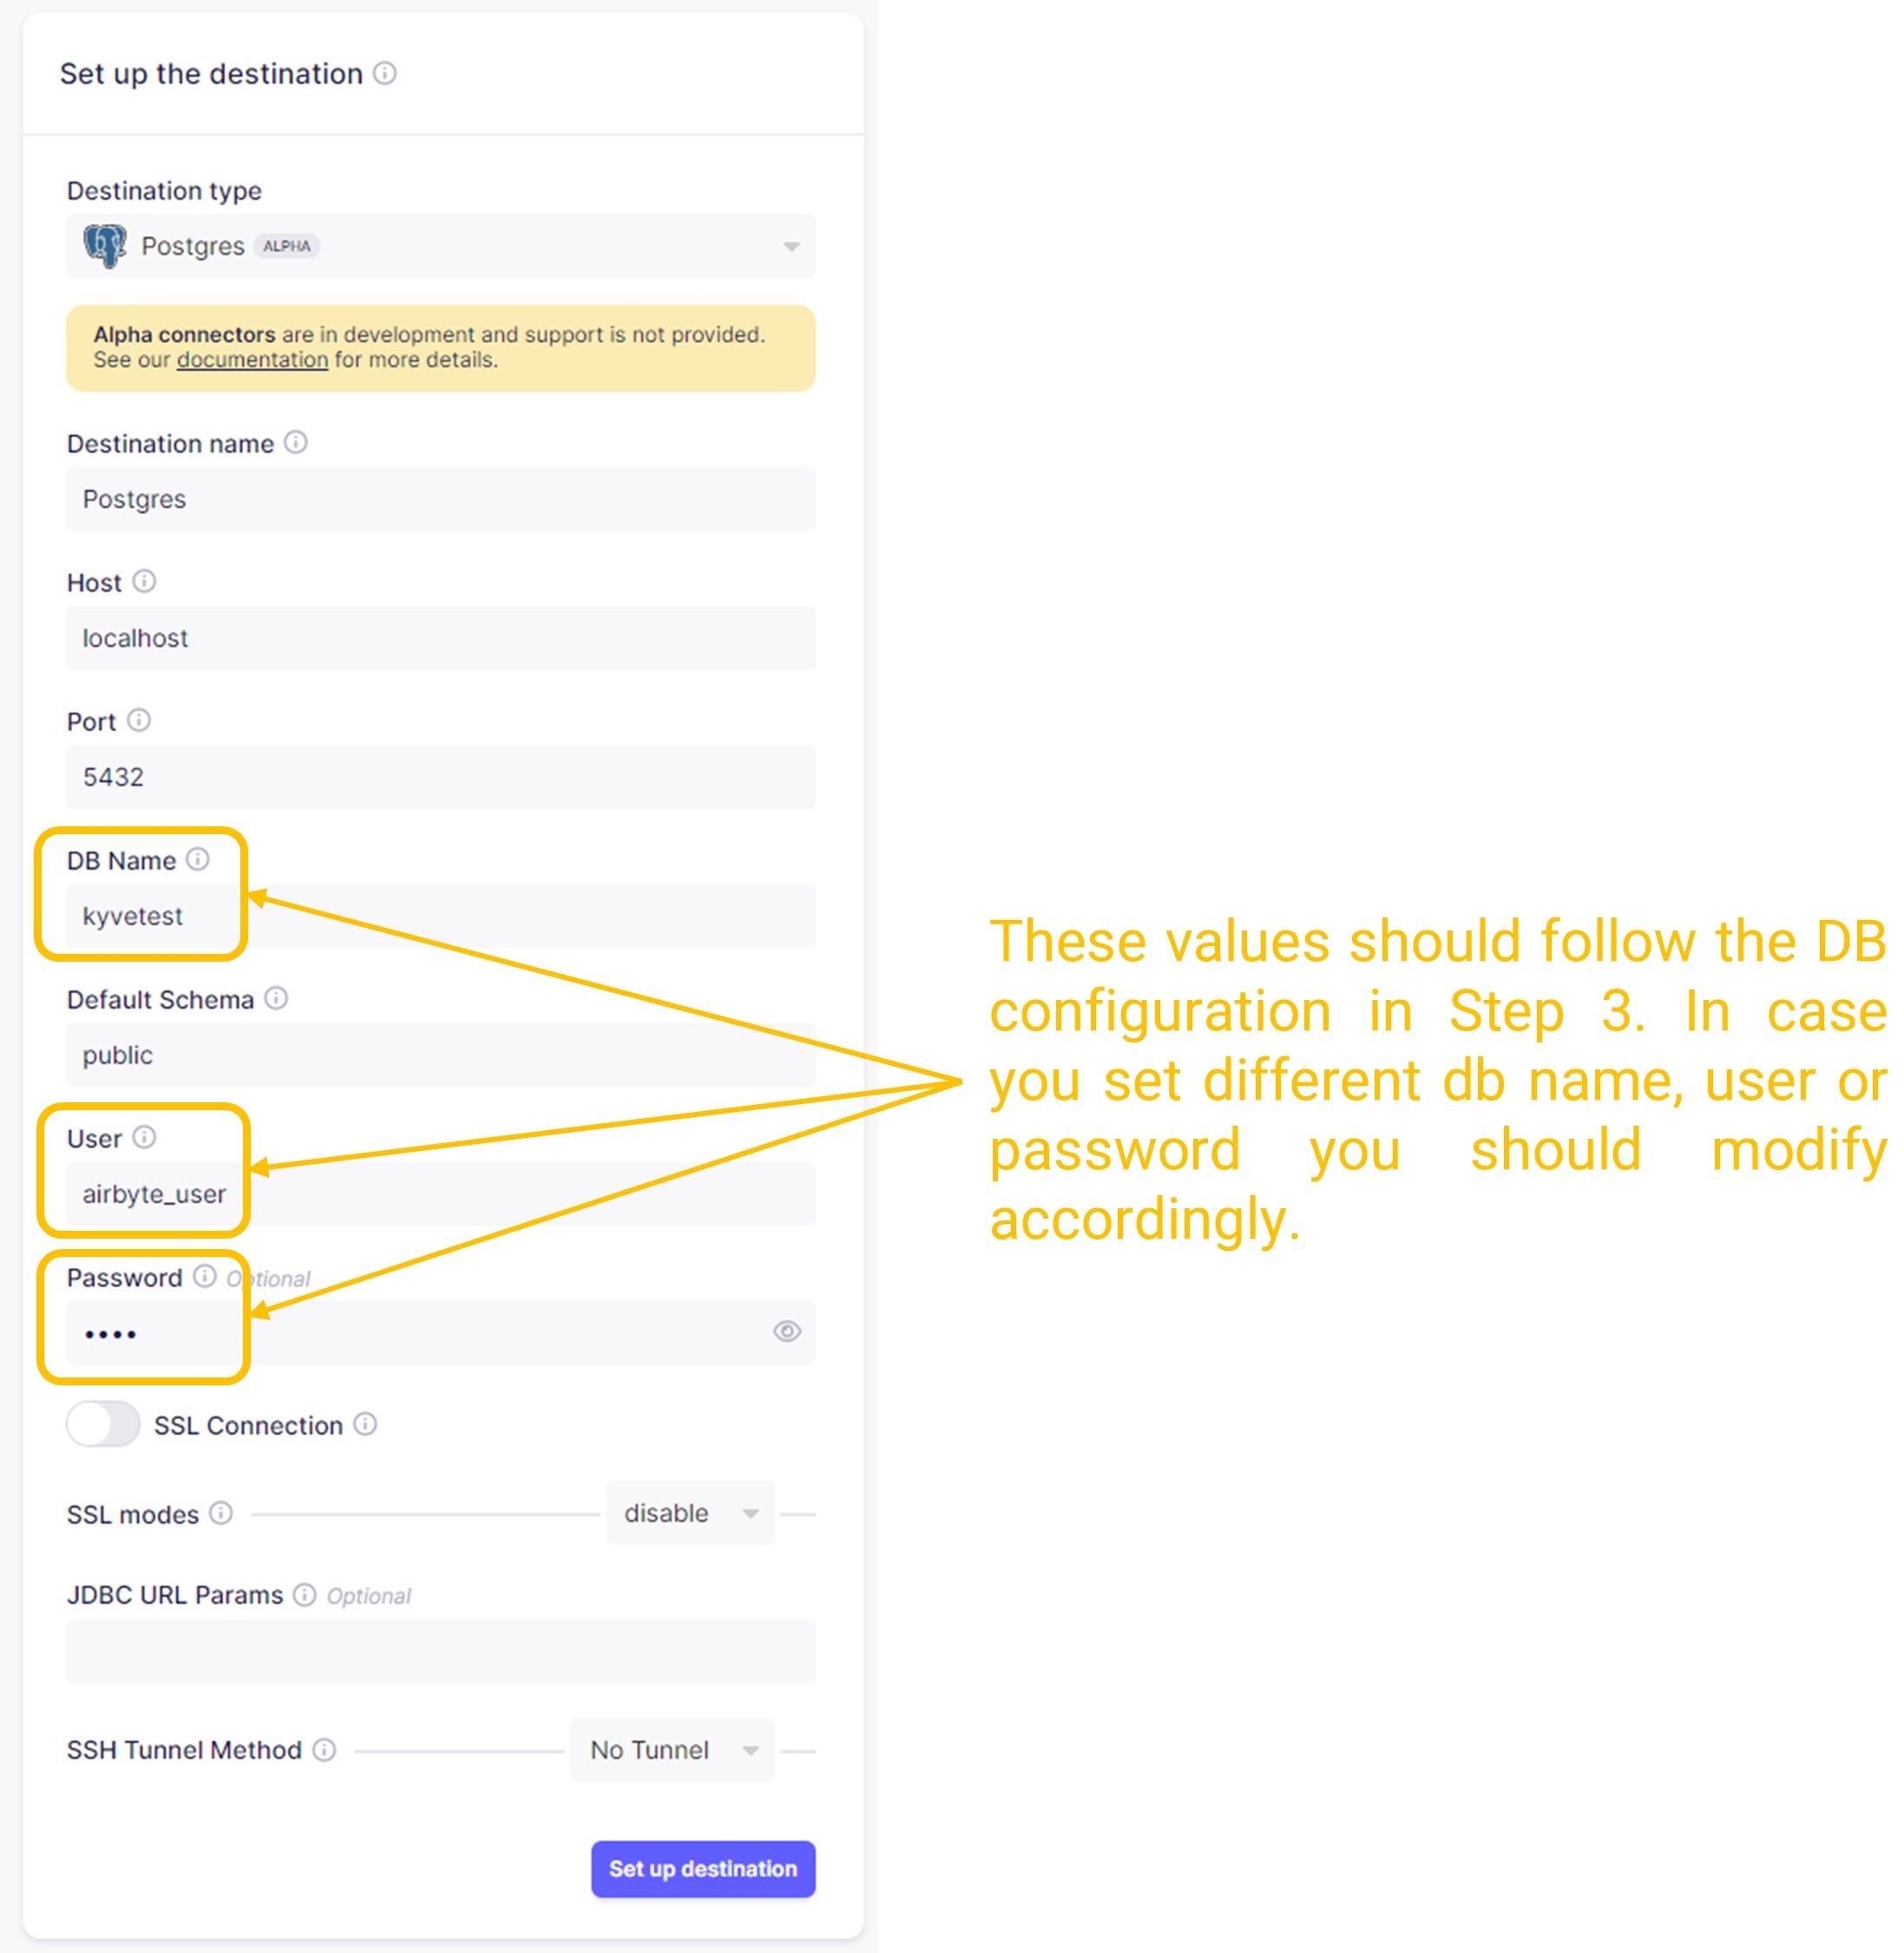 Set up the destination
Destination type
Postgres ALPHA
Alpha connectors are in development and support is not provided.
See our documentation for more details.
Destination name
Postgres
Host
localhost
Port
5432
DB Name
kyvetest
Default Schema
public
User
airbyte_user
Password Optional
••••
SSL Connection
SSL modes disable
JDBC URL Params Optional
SSH Tunnel Method No Tunnel
Set up destination
These values should follow the DB
configuration in Step 3. In case
you set different db name, user or
password you should modify
accordingly.